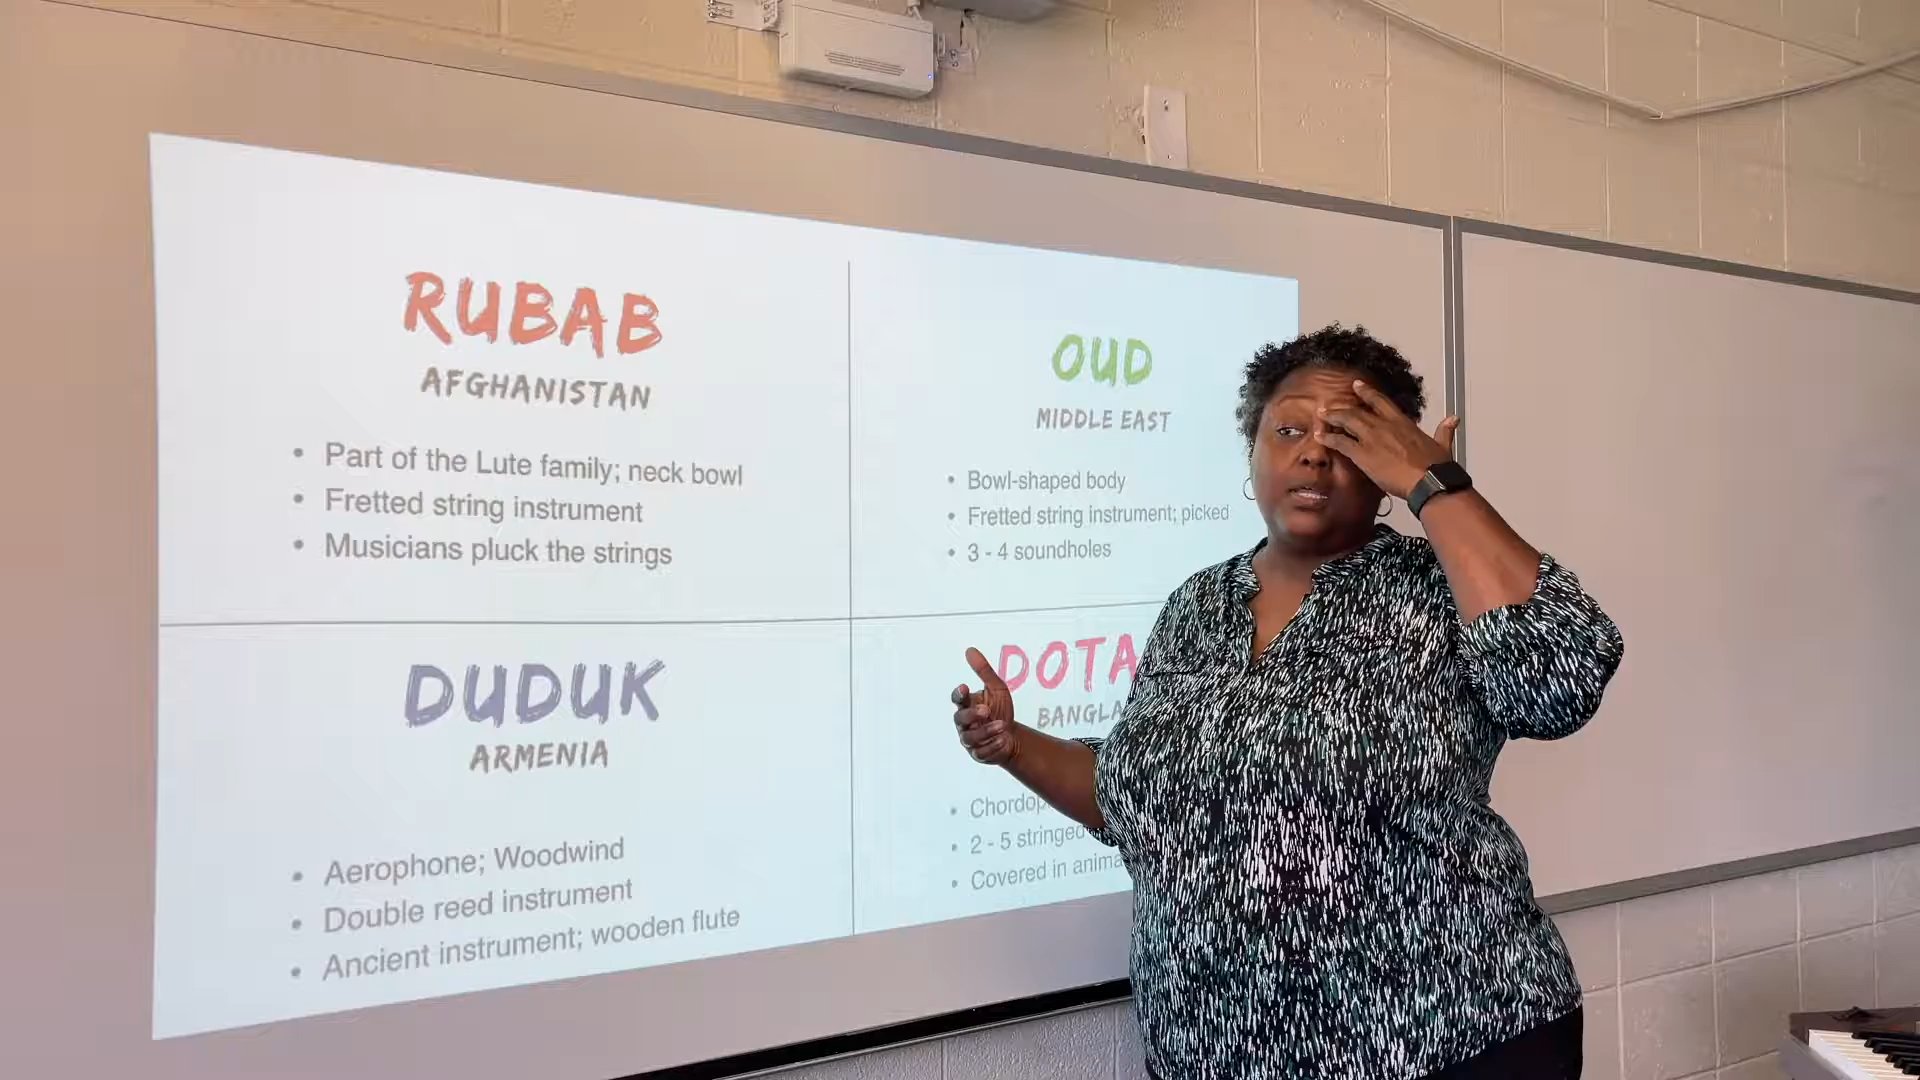 RUBAB
AFGHANISTAN
• Part of the Lute family; neck bowl
• Fretted string instrument
• Musicians pluck the strings
OUD
MIDDLE EAST
• Bowl-shaped body
• Fretted string instrument; picked
• 3 - 4 soundholes
DUDUK
ARMENIA
• Aerophone; Woodwind
• Double reed instrument
• Ancient instrument; wooden flute
DOTA
BANGLA
• Chordop
• 2 - 5 stringed
• Covered in anima